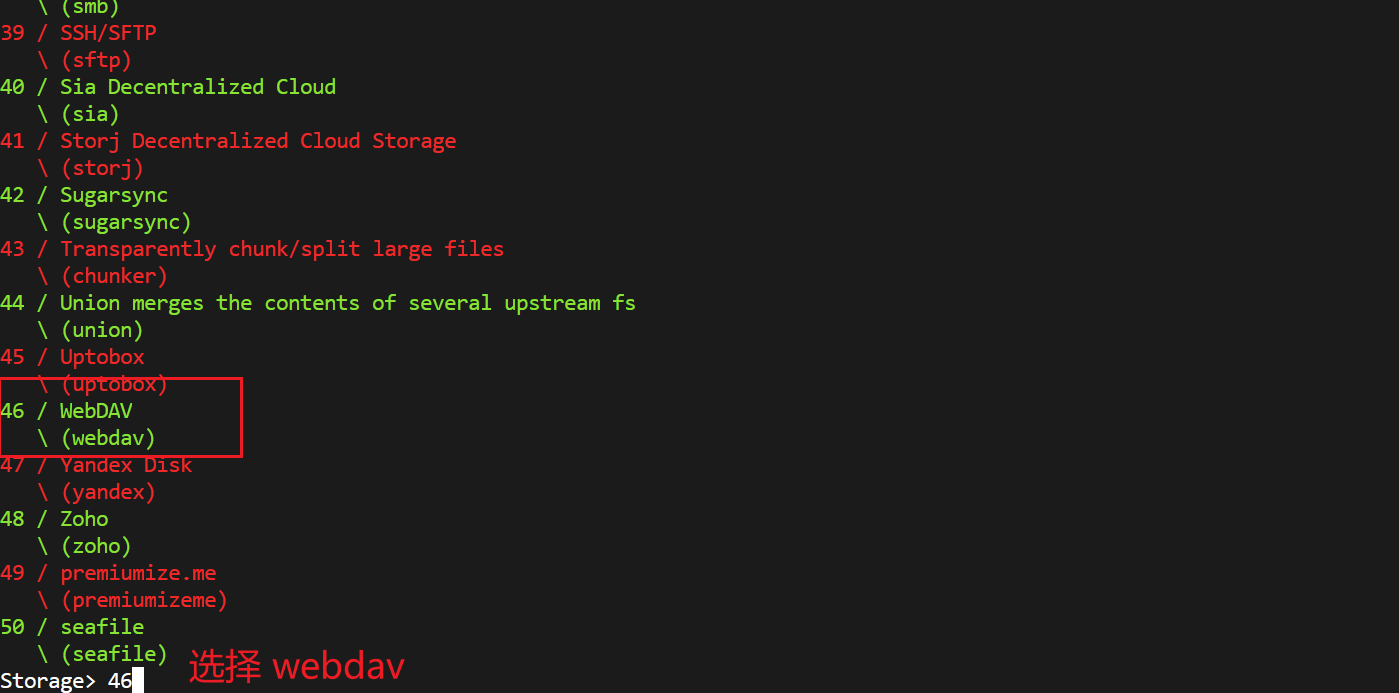 \ (smb)
39 / SSH/SFTP
\ (sftp)
40 / Sia Decentralized Cloud
\ (sia)
41 / Storj Decentralized Cloud Storage
\ (storj)
42 / Sugarsync
\ (sugarsync)
43 / Transparently chunk/split large files
\ (chunker)
44 / Union merges the contents of several upstream fs
\ (union)
45 / Uptobox
\ (uptobox)
46 / WebDAV
\ (webdav)
47 / Yandex Disk
\ (yandex)
48 / Zoho
\ (zoho)
49 / premiumize.me
\ (premiumizeme)
50 / seafile
\ (seafile)
选择 webdav
Storage> 46